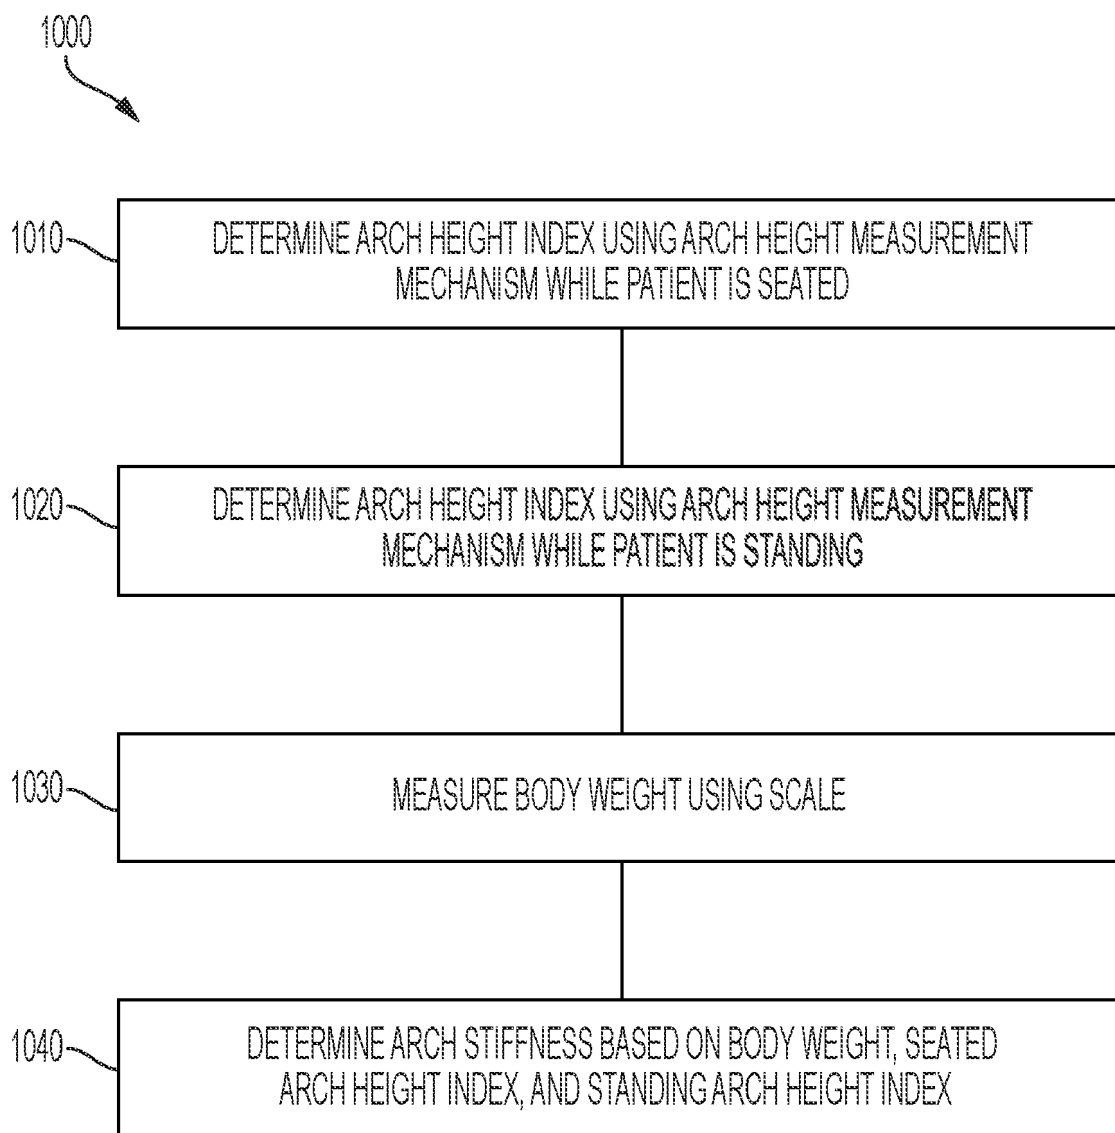 1000
1010
DETERMINE ARCH HEIGHT INDEX USING ARCH HEIGHT MEASUREMENT
MECHANISM WHILE PATIENT IS SEATED
1020
DETERMINE ARCH HEIGHT INDEX USING ARCH HEIGHT MEASUREMENT
MECHANISM WHILE PATIENT IS STANDING
1030
MEASURE BODY WEIGHT USING SCALE
1040
DETERMINE ARCH STIFFNESS BASED ON BODY WEIGHT, SEATED
ARCH HEIGHT INDEX, AND STANDING ARCH HEIGHT INDEX